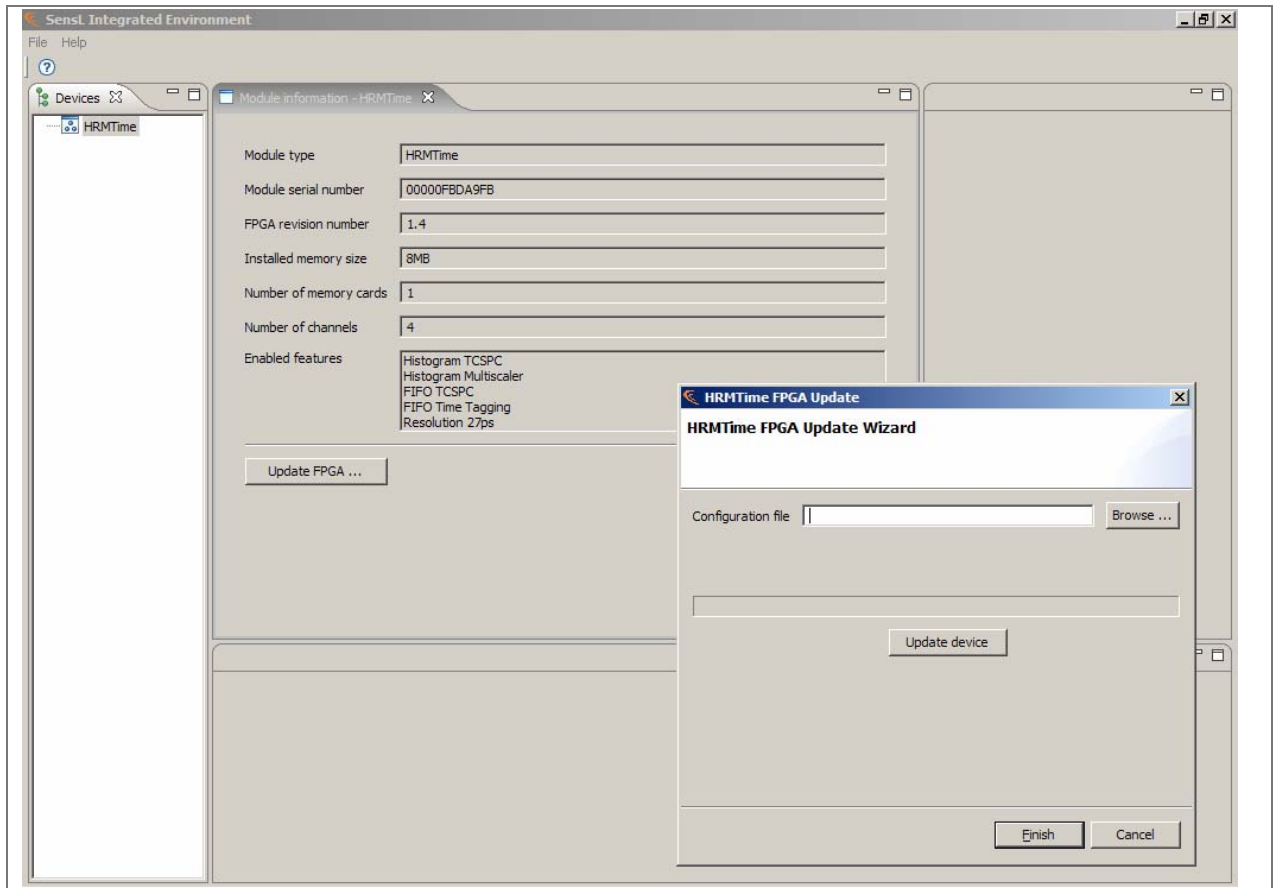 SensL Integrated Environment
File Help
Devices
HRMTime
Module information - HRMTime
Module type HRMTime
Module serial number 00000FBDA9FB
FPGA revision number 1.4
Installed memory size 8MB
Number of memory cards 1
Number of channels 4
Enabled features Histogram TCSPC
Histogram Multiscaler
FIFO TCSPC
FIFO Time Tagging
Resolution 27ps
Update FPGA ...
HRMTime FPGA Update
HRMTime FPGA Update Wizard
Configuration file Browse ...
Update device
Finish Cancel